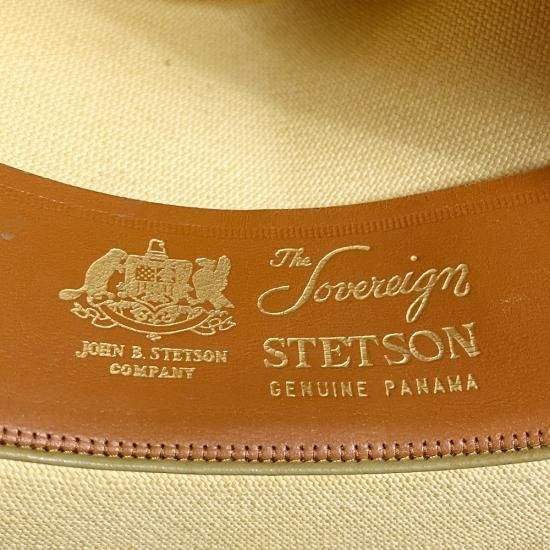 JOHN B. STETSON
COMPANY
The Sovereign
STETSON
GENUINE PANAMA